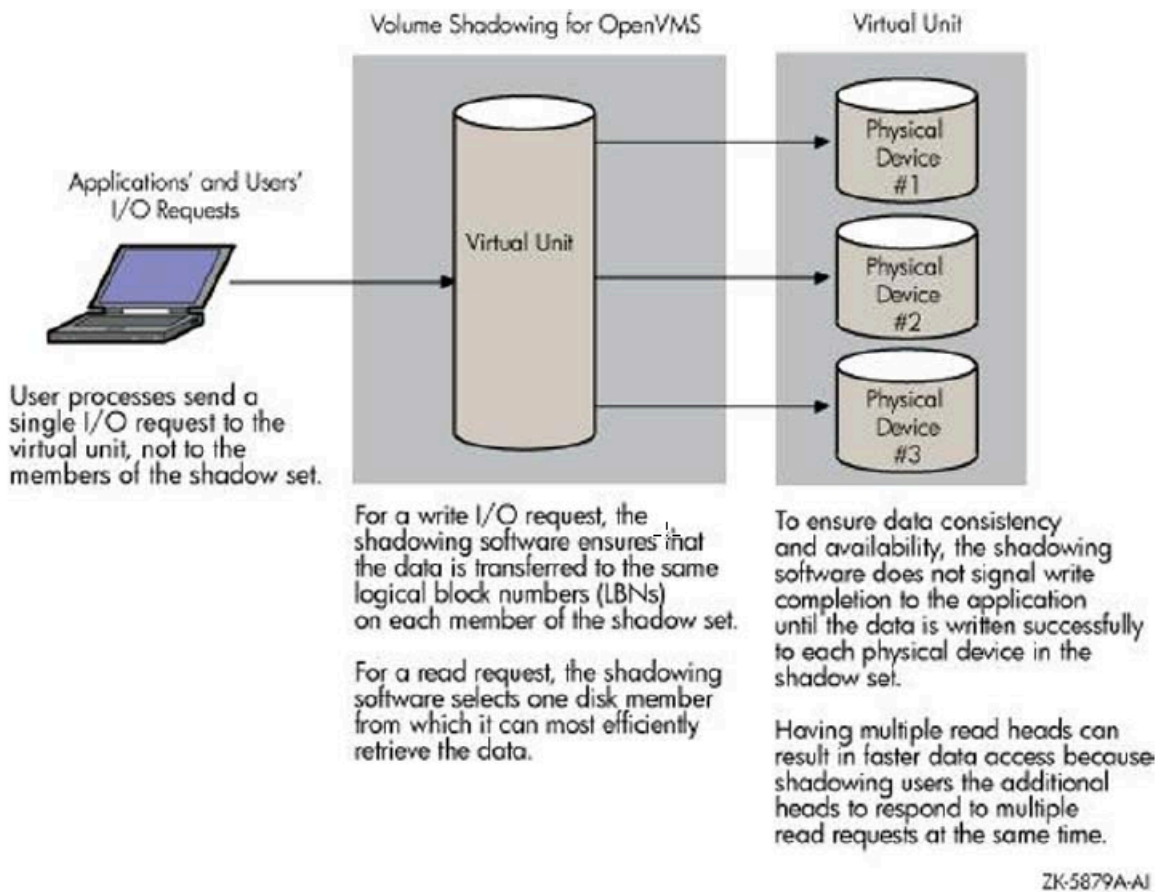 Volume Shadowing for OpenVMS
Virtual Unit
Applications' and Users'
I/O Requests
Virtual Unit
Physical
Device
#1
Physical
Device
#2
Physical
Device
#3
User processes send a
single I/O request to the
virtual unit, not to the
members of the shadow set.
For a write I/O request, the
shadowing software ensures that
the data is transferred to the same
logical block numbers (LBNs)
on each member of the shadow set.
For a read request, the shadowing
software selects one disk member
from which it can most efficiently
retrieve the data.
To ensure data consistency
and availability, the shadowing
software does not signal write
completion to the application
until the data is written successfully
to each physical device in the
shadow set.
Having multiple read heads can
result in faster data access because
shadowing users the additional
heads to respond to multiple
read requests at the same time.
ZK-5879A-AI